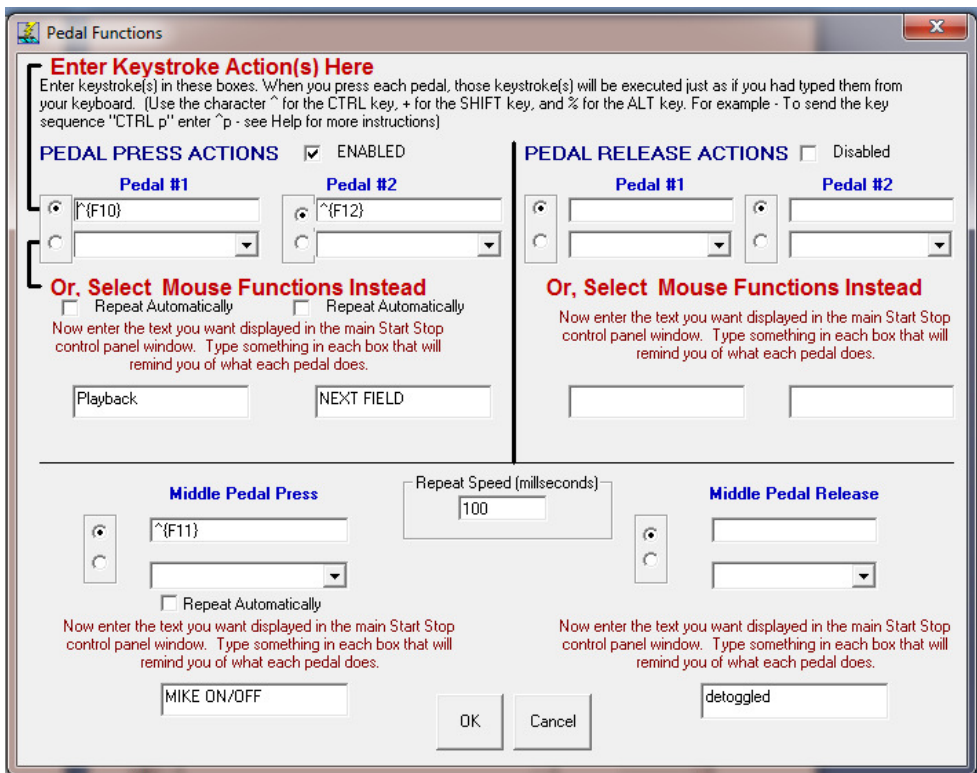 Pedal Functions
Enter Keystroke Action(s) Here
Enter keystroke(s) in these boxes. When you press each pedal, those keystroke(s) will be executed just as if you had typed them from
your keyboard. (Use the character ^ for the CTRL key, + for the SHIFT key, and % for the ALT key. For example - To send the key
sequence "CTRL p" enter ^p - see Help for more instructions)
PEDAL PRESS ACTIONS ENABLED
Pedal #1 Pedal #2
^{F10} ^{F12}
Or, Select Mouse Functions Instead
Repeat Automatically Repeat Automatically
Now enter the text you want displayed in the main Start Stop
control panel window. Type something in each box that will
remind you of what each pedal does.
Playback NEXT FIELD
PEDAL RELEASE ACTIONS Disabled
Pedal #1 Pedal #2
Or, Select Mouse Functions Instead
Now enter the text you want displayed in the main Start Stop
control panel window. Type something in each box that will
remind you of what each pedal does.
Middle Pedal Press
^{F11}
Repeat Automatically
Now enter the text you want displayed in the main Start Stop
control panel window. Type something in each box that will
remind you of what each pedal does.
MIKE ON/OFF
Repeat Speed (millseconds)
100
Middle Pedal Release
Now enter the text you want displayed in the main Start Stop
control panel window. Type something in each box that will
remind you of what each pedal does.
detoggled
OK Cancel